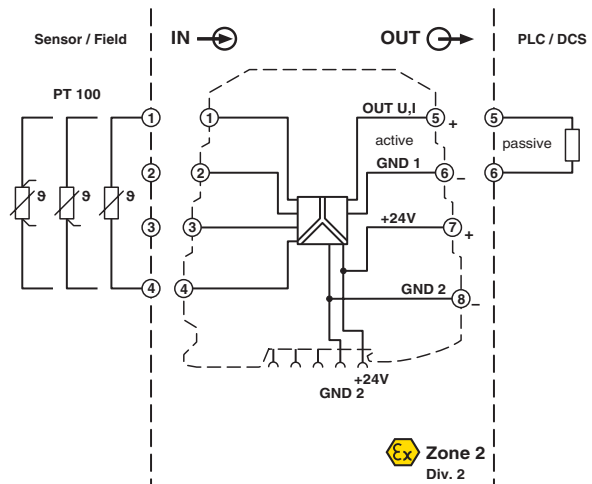 Sensor / Field
IN
OUT
PLC / DCS
PT 100
1
1
OUT U,I
5
+
5
active
passive
2
2
GND 1
6
–
6
ϑ
ϑ
ϑ
3
3
+24V
7
+
4
4
GND 2
8
–
+24V
GND 2
Ex
Zone 2
Div. 2